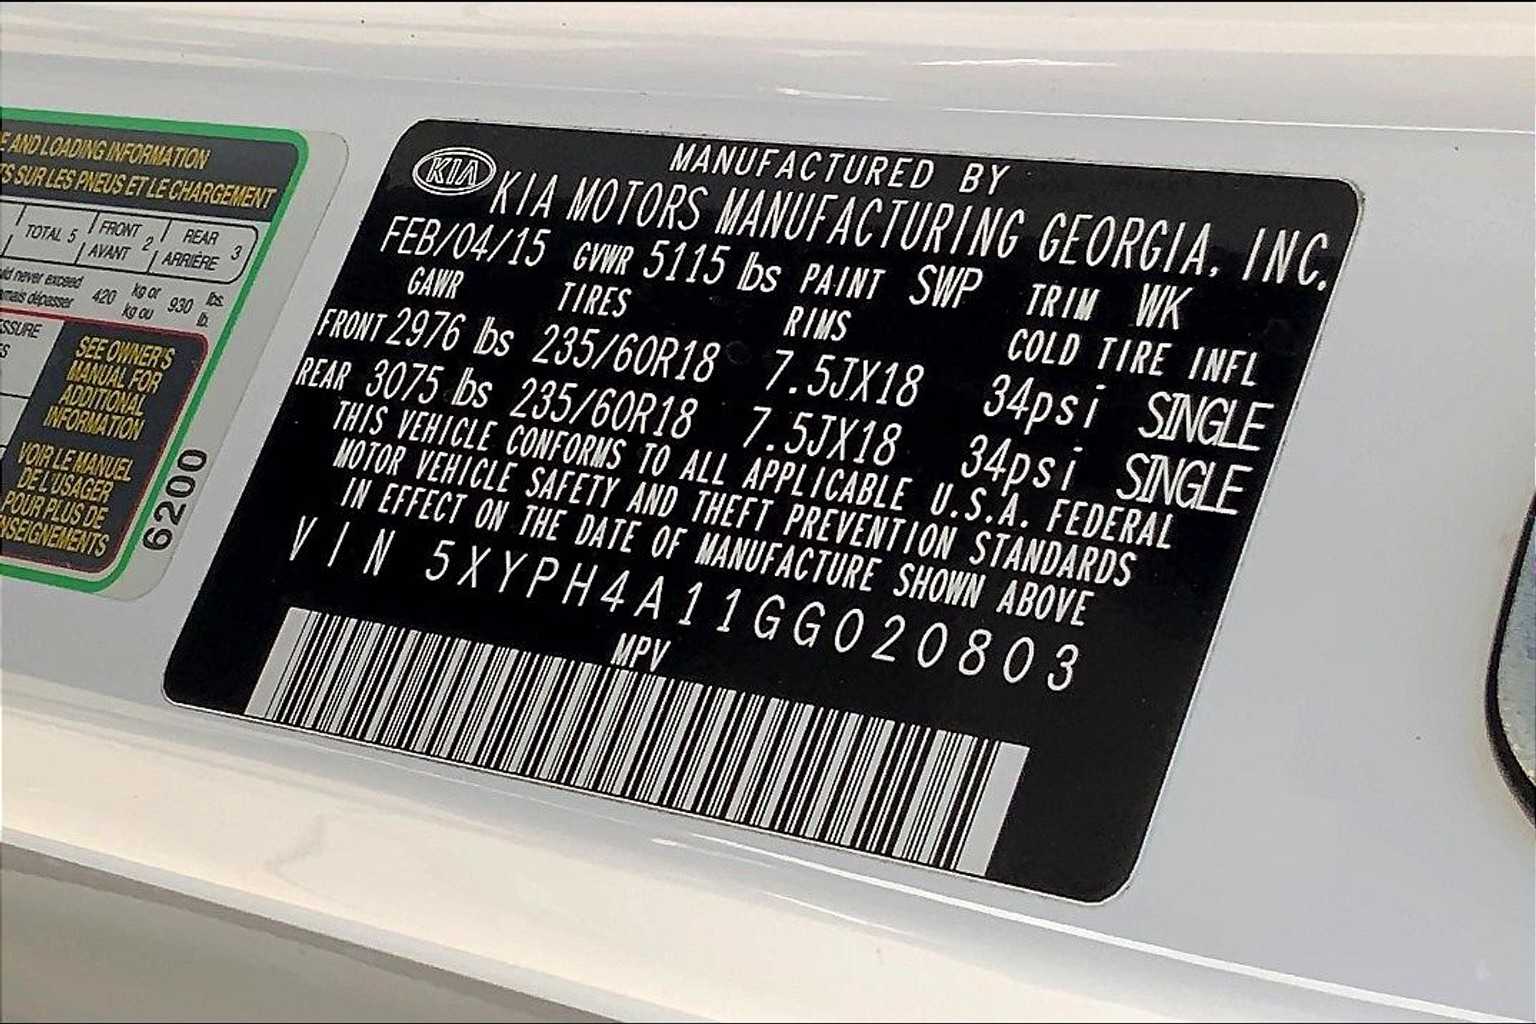 E AND LOADING INFORMATION
TS SUR LES PNEUS ET LE CHARGEMENT
TOTAL 5 FRONT AVANT 2 REAR ARRIÈRE 3
never exceed
dépasser 420 kg or kg ou 930 lbs. lb.
SEE OWNER'S
MANUAL FOR
ADDITIONAL
INFORMATION
VOIR LE MANUEL
DE L'USAGER
POUR PLUS DE
NSEIGNEMENTS
6200
KIA
MANUFACTURED BY
KIA MOTORS MANUFACTURING GEORGIA, INC.
FEB/04/15 GVWR 5115 lbs PAINT SWP TRIM WK
GAWR TIRES RIMS COLD TIRE INFL
FRONT 2976 lbs 235/60R18 7.5JX18 34psi SINGLE
REAR 3075 lbs 235/60R18 7.5JX18 34psi SINGLE
THIS VEHICLE CONFORMS TO ALL APPLICABLE U.S.A. FEDERAL
MOTOR VEHICLE SAFETY AND THEFT PREVENTION STANDARDS
IN EFFECT ON THE DATE OF MANUFACTURE SHOWN ABOVE
VIN 5XYPH4A11GG020803
MPV